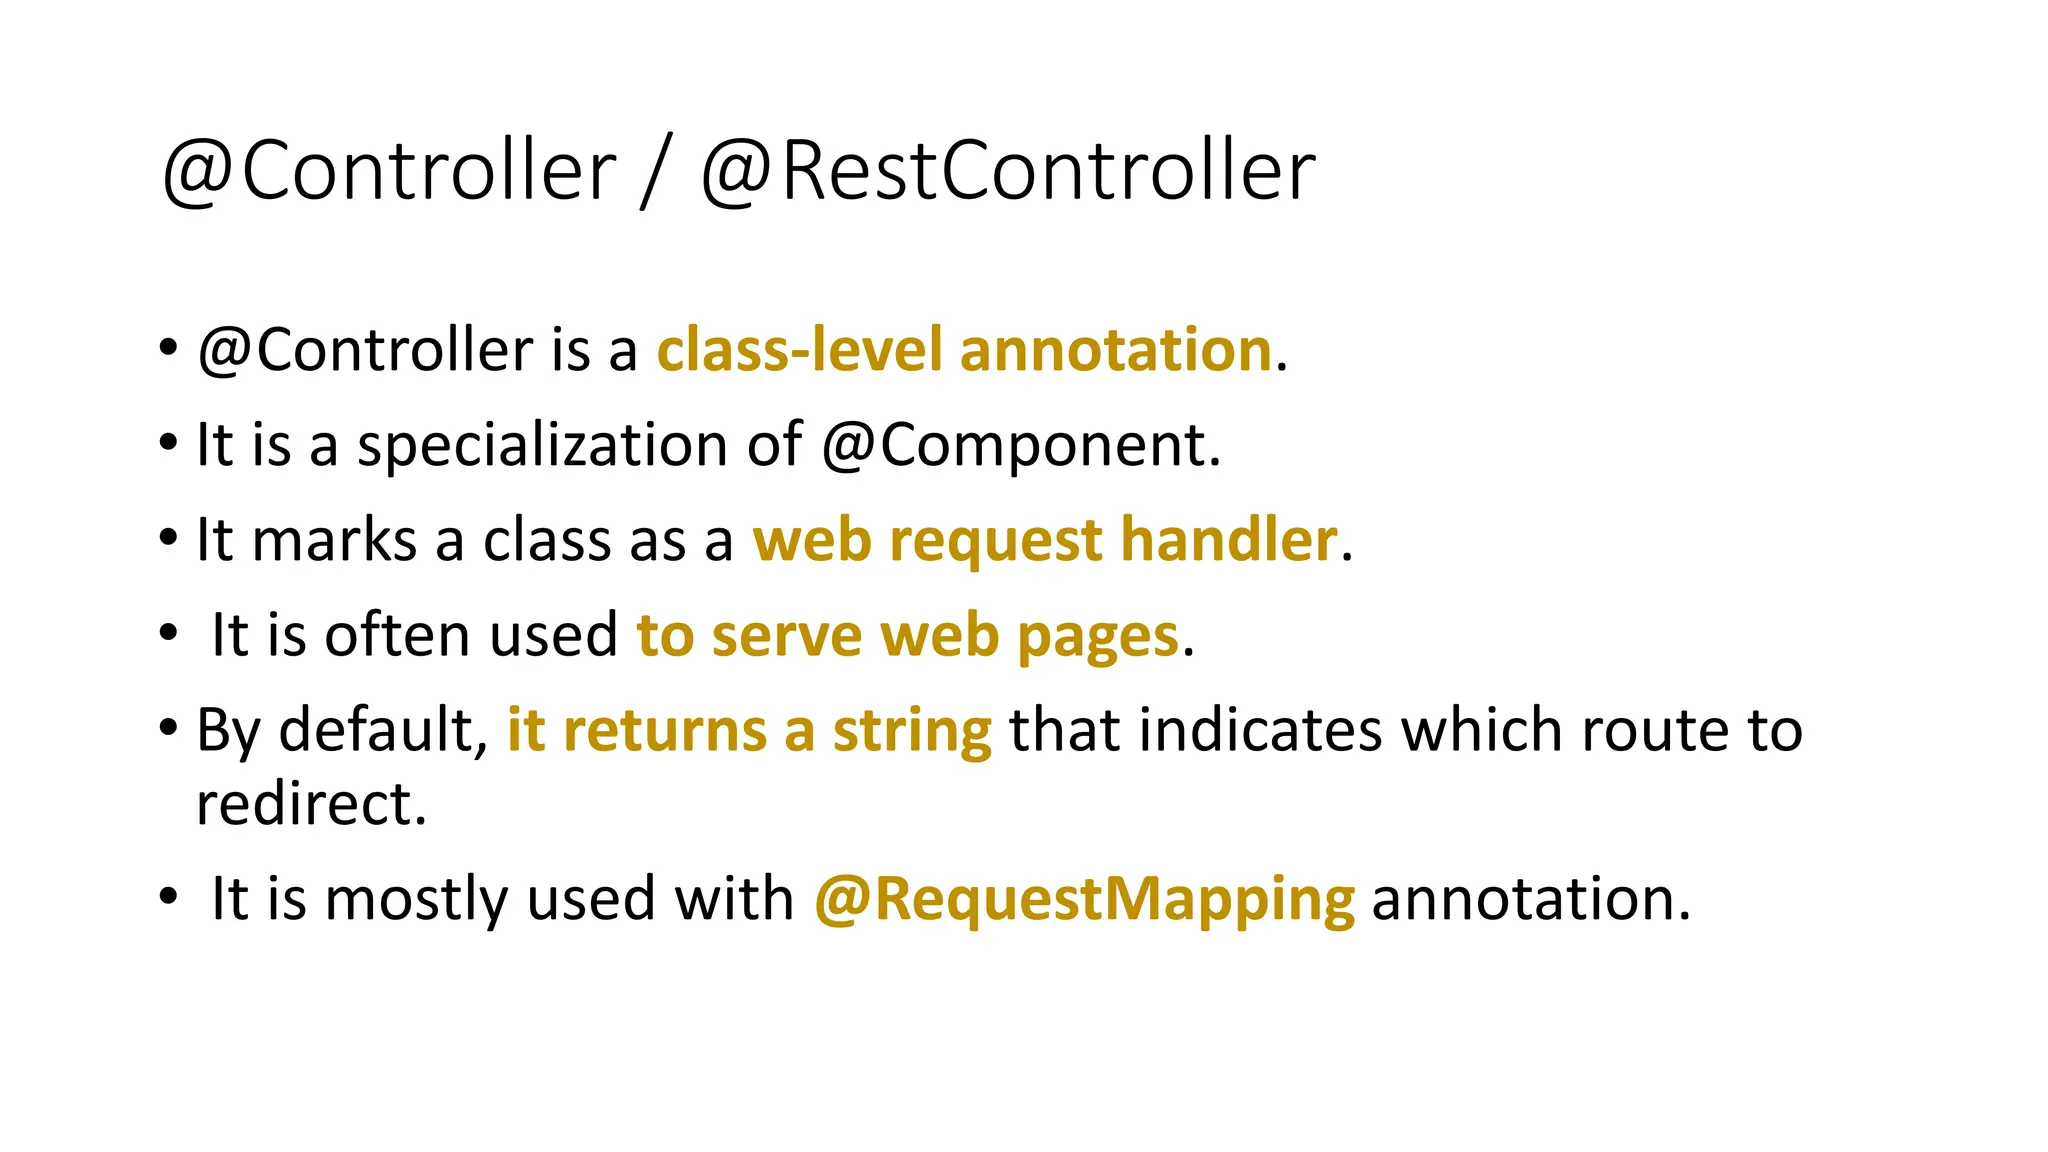 @Controller / @RestController
• @Controller is a class-level annotation.
• It is a specialization of @Component.
• It marks a class as a web request handler.
• It is often used to serve web pages.
• By default, it returns a string that indicates which route to
redirect.
• It is mostly used with @RequestMapping annotation.